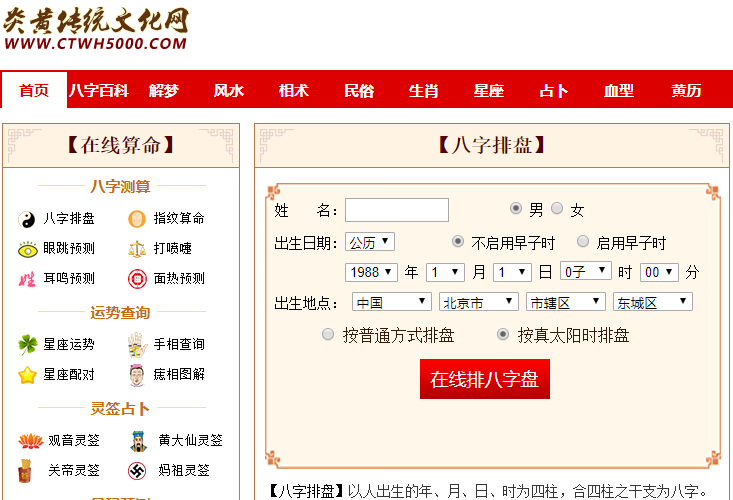 炎黄传统文化网
WWW.CTWH5000.COM
首页 八字百科 解梦 风水 相术 民俗 生肖 星座 占卜 血型 黄历
【在线算命】
八字测算
八字排盘 指纹算命
眼跳预测 打喷嚏
耳鸣预测 面热预测
运势查询
星座运势 手相查询
星座配对 痣相图解
灵签占卜
观音灵签 黄大仙灵签
关帝灵签 妈祖灵签
【八字排盘】
姓 名： 男 女
出生日期： 公历 不启用早子时 启用早子时
1988 年 1 月 1 日 0子 时 00 分
出生地点： 中国 北京市 市辖区 东城区
按普通方式排盘 按真太阳时排盘
在线排八字盘
【八字排盘】以人出生的年、月、日、时为四柱，合四柱之干支为八字。